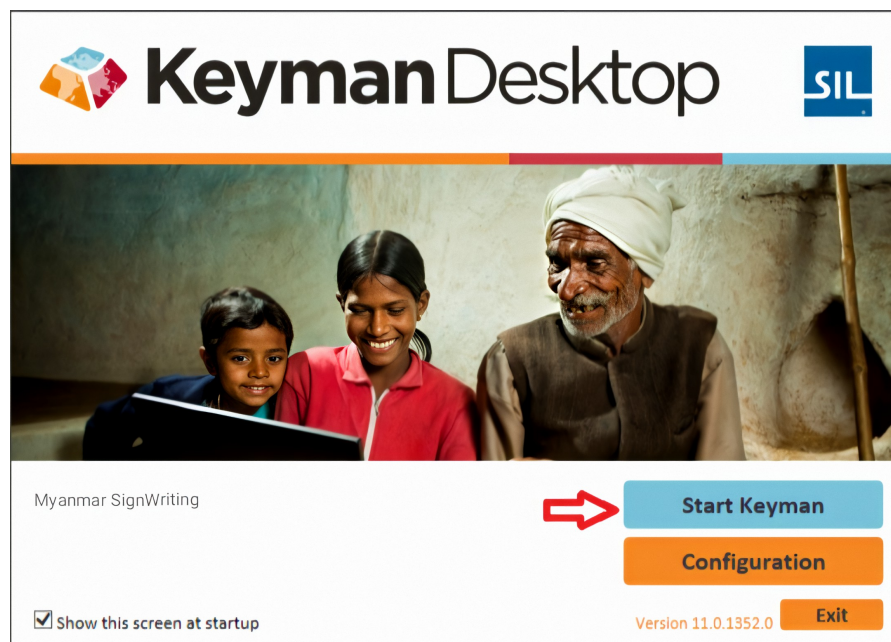 Keyman Desktop
SIL
Myanmar SignWriting
Start Keyman
Configuration
Show this screen at startup
Version 11.0.1352.0
Exit